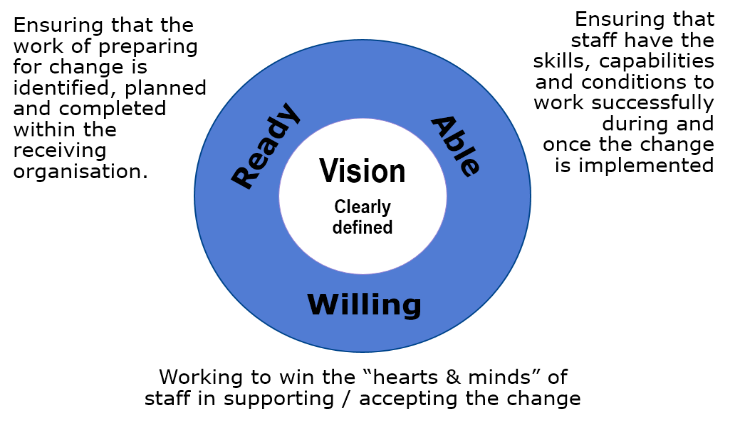 Ensuring that the
work of preparing
for change is
identified, planned
and completed
within the
receiving
organisation.
Ensuring that
staff have the
skills, capabilities
and conditions to
work successfully
during and
once the change
is implemented
Ready
Able
Vision
Clearly
defined
Willing
Working to win the “hearts & minds” of
staff in supporting / accepting the change